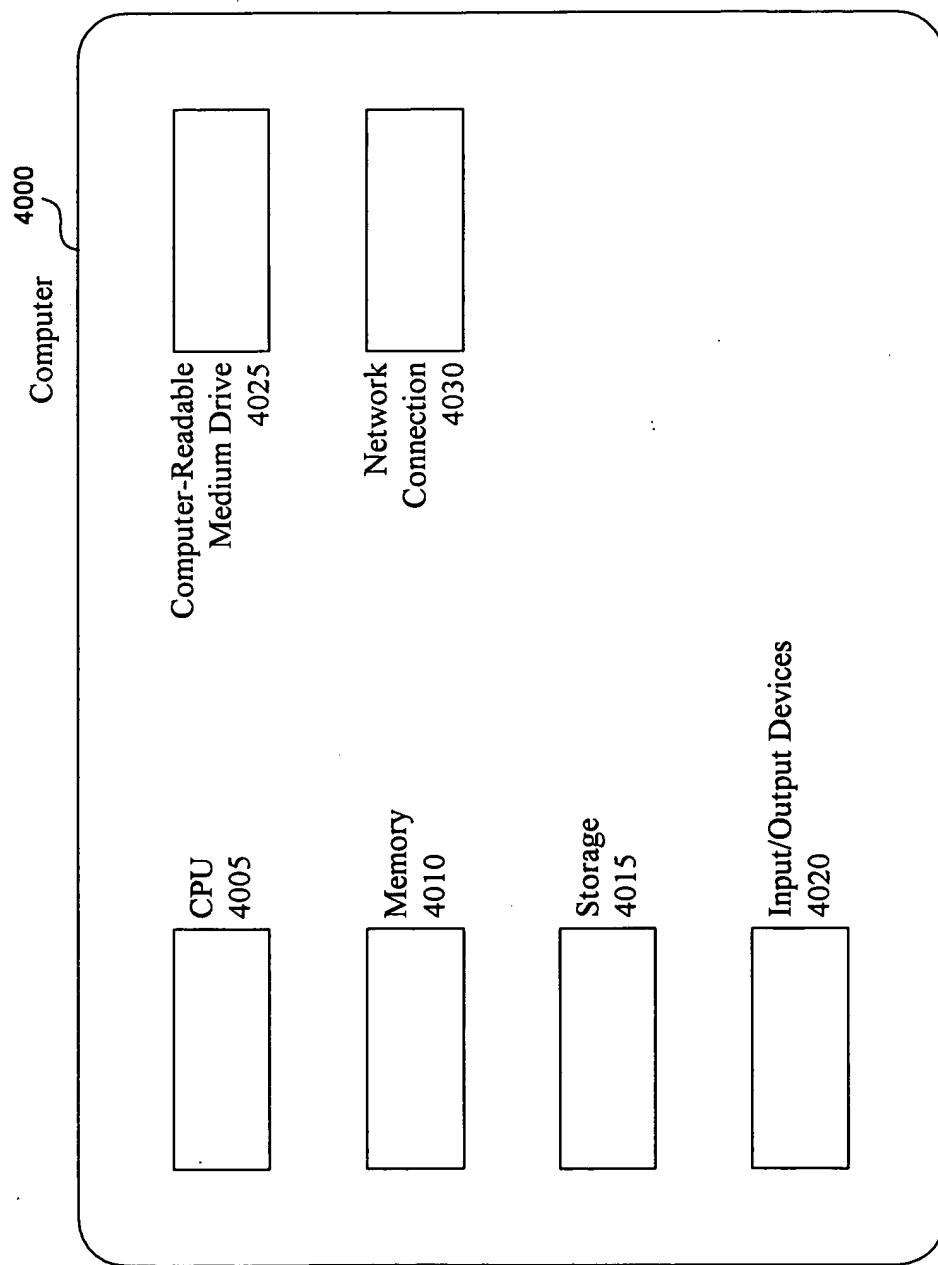 Computer
4000
CPU
4005
Memory
4010
Storage
4015
Input/Output Devices
4020
Computer-Readable
Medium Drive
4025
Network
Connection
4030